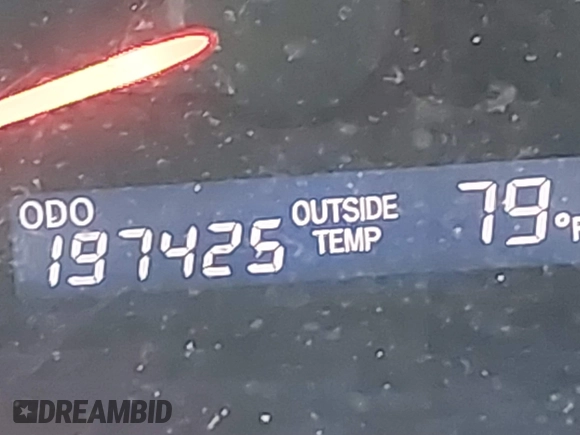 ODO
197425
OUTSIDE
TEMP
79°F
DREAMBID